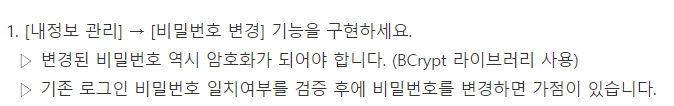 1. [내정보 관리] → [비밀번호 변경] 기능을 구현하세요.
▷ 변경된 비밀번호 역시 암호화가 되어야 합니다. (BCrypt 라이브러리 사용)
▷ 기존 로그인 비밀번호 일치여부를 검증 후에 비밀번호를 변경하면 가점이 있습니다.